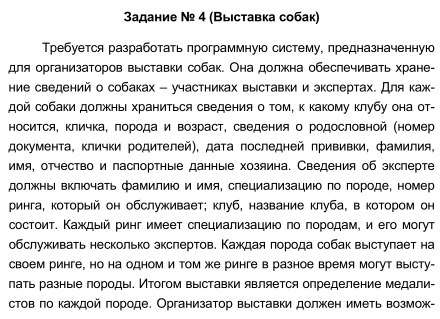 Задание № 4 (Выставка собак)
Требуется разработать программную систему, предназначенную
для организаторов выставки собак. Она должна обеспечивать хране-
ние сведений о собаках – участниках выставки и экспертах. Для каж-
дой собаки должны храниться сведения о том, к какому клубу она от-
носится, кличка, порода и возраст, сведения о родословной (номер
документа, клички родителей), дата последней прививки, фамилия,
имя, отчество и паспортные данные хозяина. Сведения об эксперте
должны включать фамилию и имя, специализацию по породе, номер
ринга, который он обслуживает; клуб, название клуба, в котором он
состоит. Каждый ринг имеет специализацию по породам, и его могут
обслуживать несколько экспертов. Каждая порода собак выступает на
своем ринге, но на одном и том же ринге в разное время могут высту-
пать разные породы. Итогом выставки является определение медали-
стов по каждой породе. Организатор выставки должен иметь возмож-